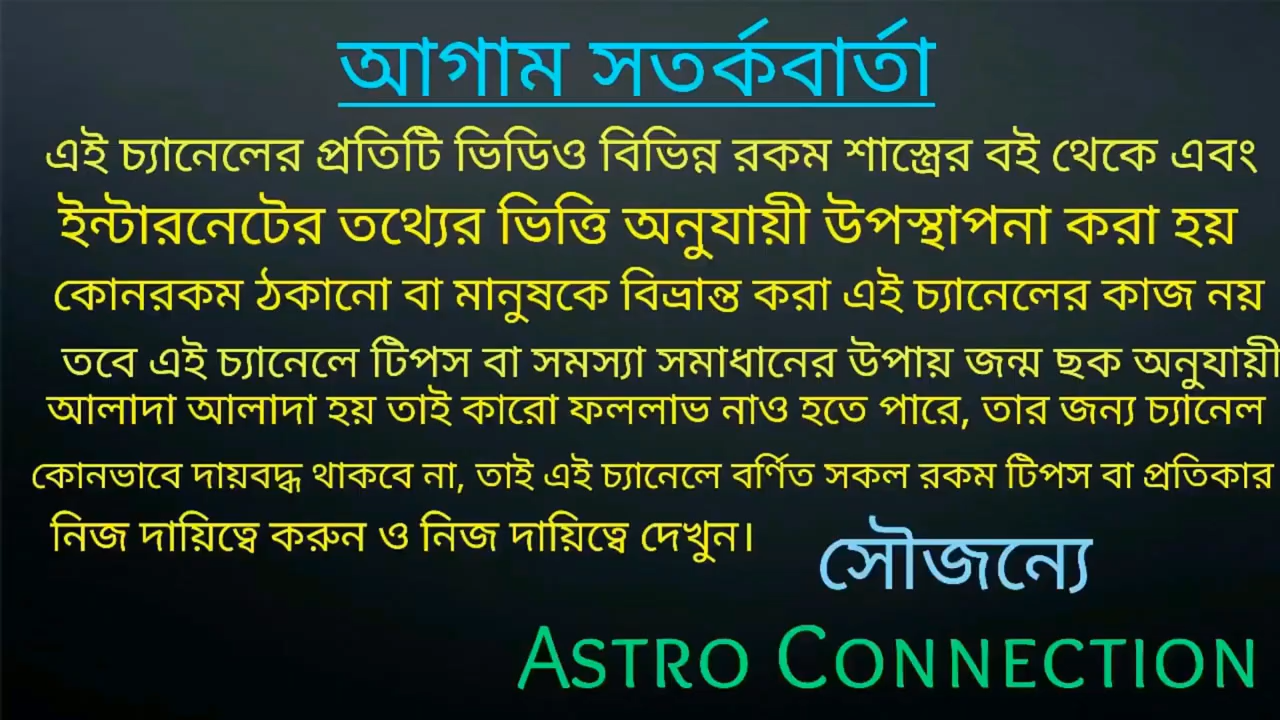 আগাম সতর্কবার্তা
এই চ্যানেলের প্রতিটি ভিডিও বিভিন্ন রকম শাস্ত্রের বই থেকে এবং
ইন্টারনেটের তথ্যের ভিত্তি অনুযায়ী উপস্থাপনা করা হয়
কোনরকম ঠকানো বা মানুষকে বিভ্রান্ত করা এই চ্যানেলের কাজ নয়
তবে এই চ্যানেলে টিপস বা সমস্যা সমাধানের উপায় জন্ম ছক অনুযায়ী
আলাদা আলাদা হয় তাই কারো ফললাভ নাও হতে পারে, তার জন্য চ্যানেল
কোনভাবে দায়বদ্ধ থাকবে না, তাই এই চ্যানেলে বর্ণিত সকল রকম টিপস বা প্রতিকার
নিজ দায়িত্বে করুন ও নিজ দায়িত্বে দেখুন।
সৌজন্যে
ASTRO CONNECTION